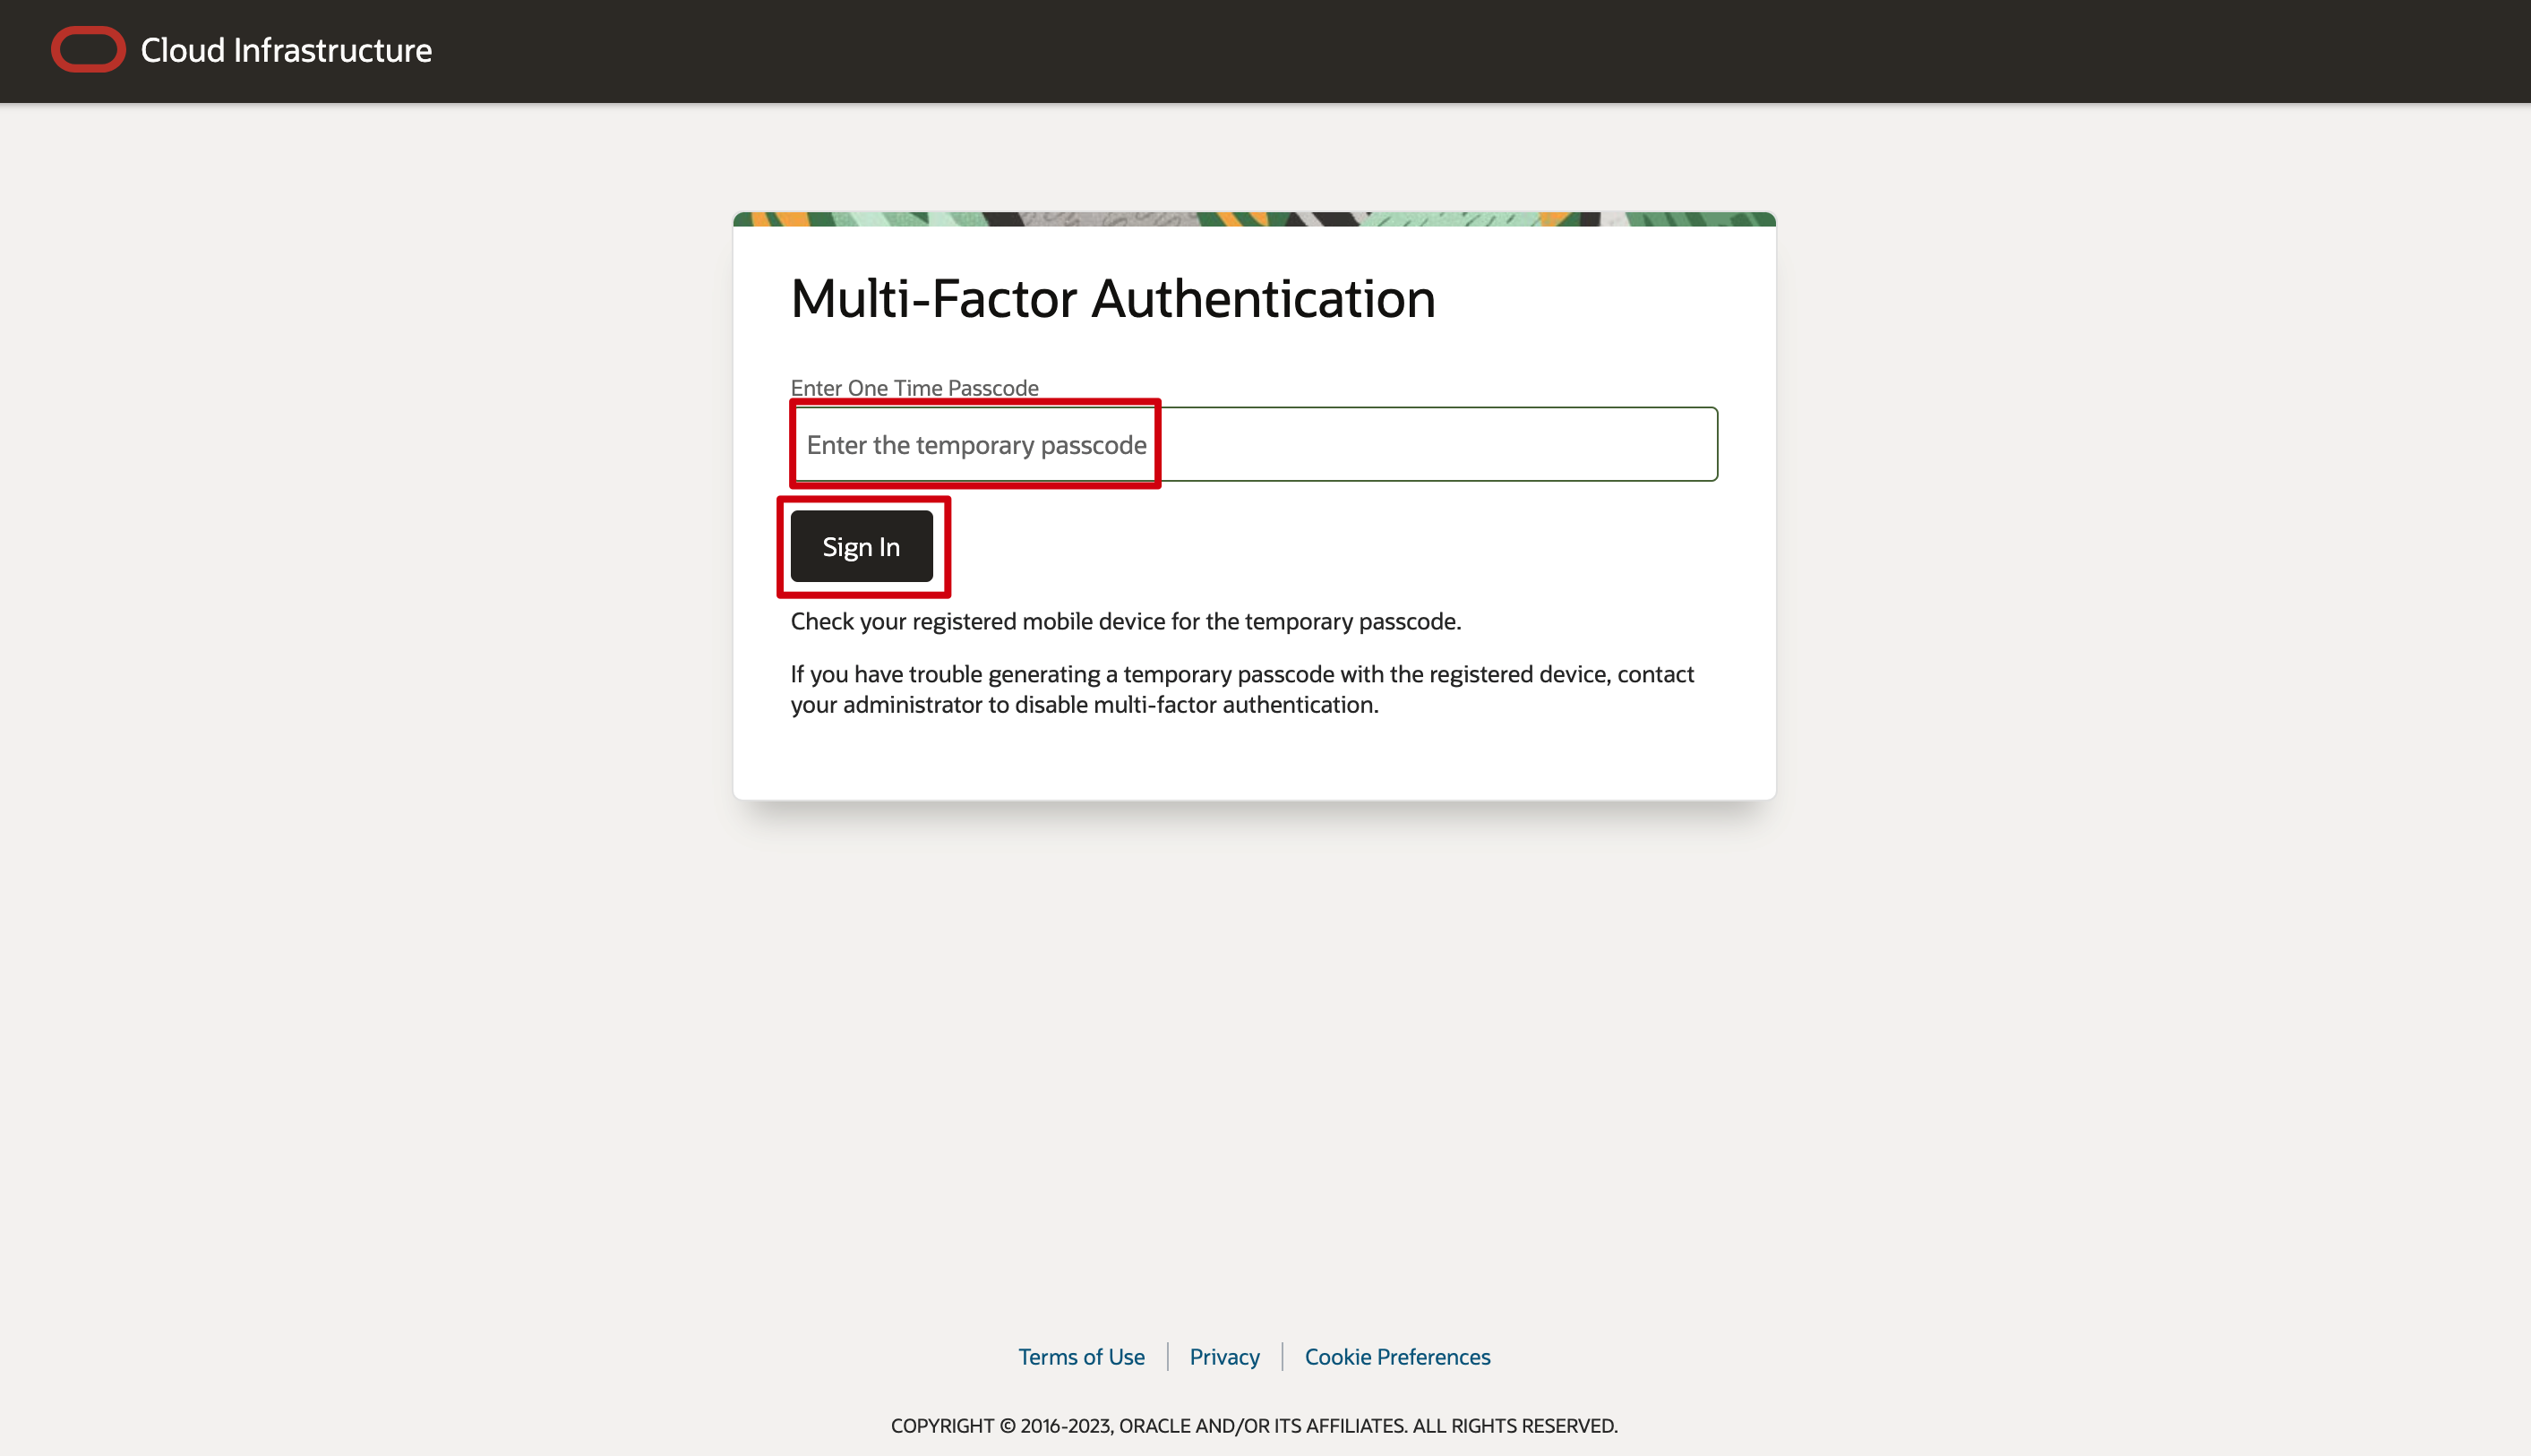 Cloud Infrastructure
Multi-Factor Authentication
Enter One Time Passcode
Enter the temporary passcode
Sign In
Check your registered mobile device for the temporary passcode.
If you have trouble generating a temporary passcode with the registered device, contact
your administrator to disable multi-factor authentication.
Terms of Use
Privacy
Cookie Preferences
COPYRIGHT © 2016-2023, ORACLE AND/OR ITS AFFILIATES. ALL RIGHTS RESERVED.